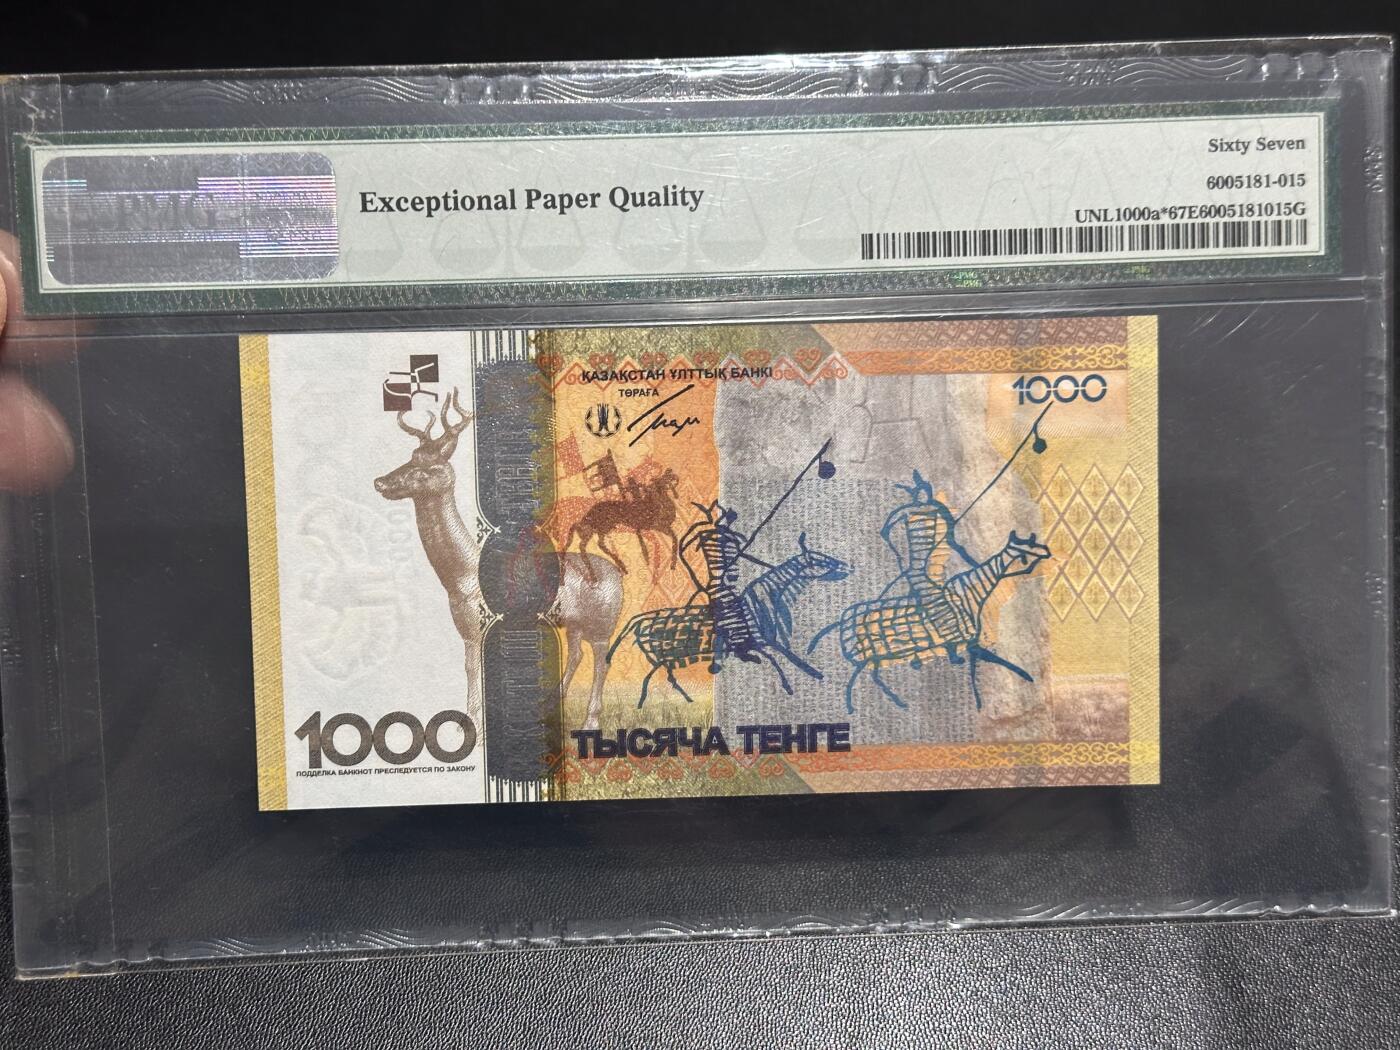 PMG
Exceptional Paper Quality
Sixty Seven
6005181-015
UNL1000a*67E6005181015G
ҚАЗАҚСТАН ҰЛТТЫҚ БАНКІ
ТӨРАҒА
1000
1000
ПОДДЕЛКА БАНКНОТ ПРЕСЛЕДУЕТСЯ ПО ЗАКОНУ
ТЫСЯЧА ТЕНГЕ